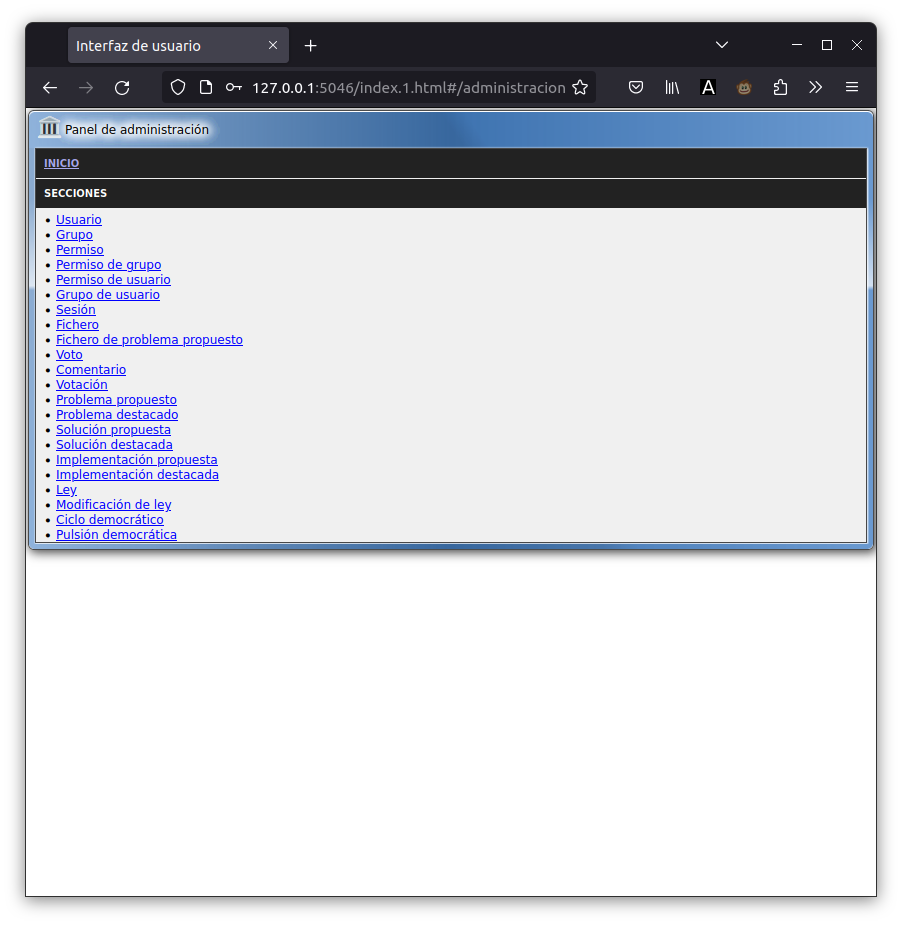 Interfaz de usuario
127.0.0.1:5046/index.1.html#/administracion
A
Panel de administración
INICIO
SECCIONES
Usuario
Grupo
Permiso
Permiso de grupo
Permiso de usuario
Grupo de usuario
Sesión
Fichero
Fichero de problema propuesto
Voto
Comentario
Votación
Problema propuesto
Problema destacado
Solución propuesta
Solución destacada
Implementación propuesta
Implementación destacada
Ley
Modificación de ley
Ciclo democrático
Pulsión democrática